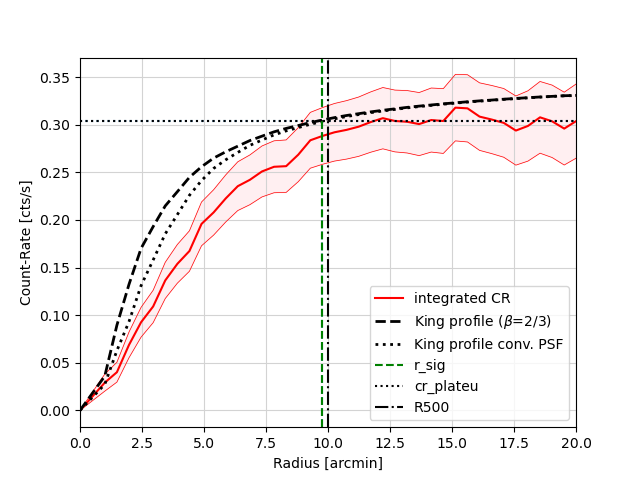 0.35
0.30
0.25
0.20
0.15
0.10
0.05
0.00
Count-Rate [cts/s]
integrated CR
King profile (β=2/3)
King profile conv. PSF
r_sig
cr_plateu
R500
0.0 2.5 5.0 7.5 10.0 12.5 15.0 17.5 20.0
Radius [arcmin]